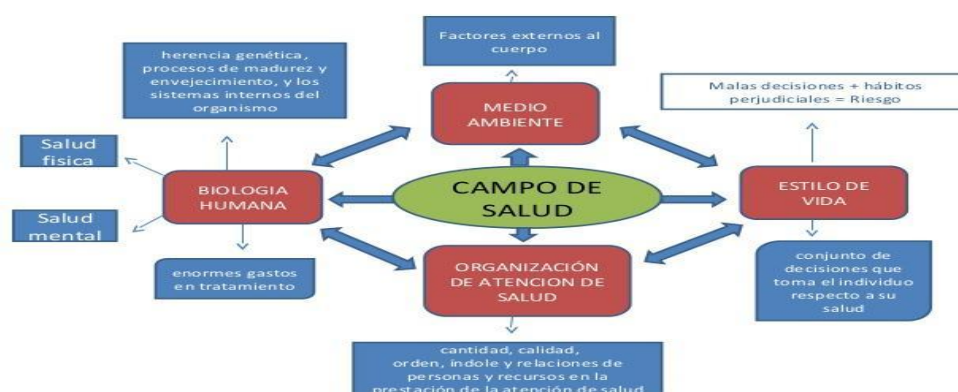 Factores externos al
cuerpo
herencia genética,
procesos de madurez y
envejecimiento, y los
sistemas internos del
organismo
Malas decisiones + hábitos
perjudiciales = Riesgo
MEDIO
AMBIENTE
Salud
fisica
BIOLOGIA
HUMANA
CAMPO DE
SALUD
ESTILO DE
VIDA
Salud
mental
enormes gastos
en tratamiento
ORGANIZACIÓN
DE ATENCION DE
SALUD
conjunto de
decisiones que
toma el individuo
respecto a su
salud
cantidad, calidad,
orden, índole y relaciones de
personas y recursos en la
prestación de la atención de salud